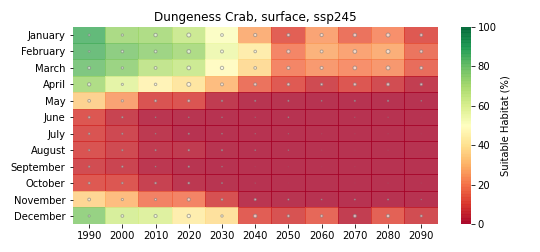 Dungeness Crab, surface, ssp245
January
February
March
April
May
June
July
August
September
October
November
December
1990 2000 2010 2020 2030 2040 2050 2060 2070 2080 2090
100
80
60
40
20
0
Suitable Habitat (%)